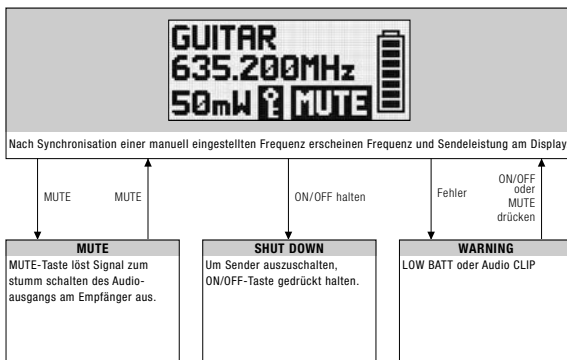 GUITAR
635.200MHz
50mW MUTE
Nach Synchronisation einer manuell eingestellten Frequenz erscheinen Frequenz und Sendeleistung am Display
MUTE
MUTE
ON/OFF halten
Fehler
ON/OFF
oder
MUTE
drücken
MUTE
MUTE-Taste löst Signal zum
stumm schalten des Audio-
ausgangs am Empfänger aus.
SHUT DOWN
Um Sender auszuschalten,
ON/OFF-Taste gedrückt halten.
WARNING
LOW BATT oder Audio CLIP